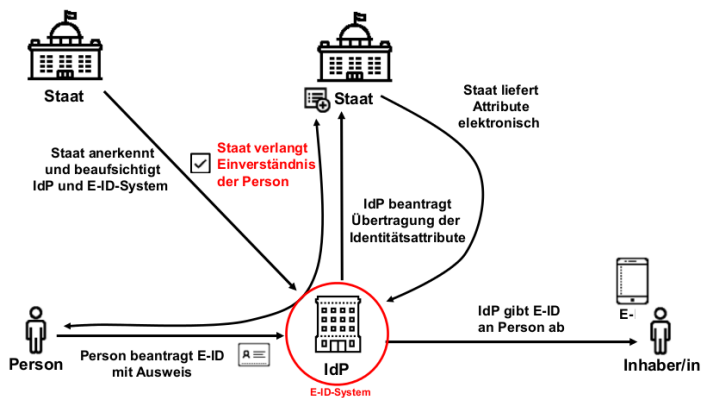 Staat
Staat
Staat liefert
Attribute
elektronisch
Staat anerkennt
und beaufsichtigt
IdP und E-ID-System
Staat verlangt
Einverständnis
der Person
IdP beantragt
Übertragung der
Identitätsattribute
E-
IdP gibt E-ID
an Person ab
Person
Person beantragt E-ID
mit Ausweis
IdP
E-ID-System
Inhaber/in